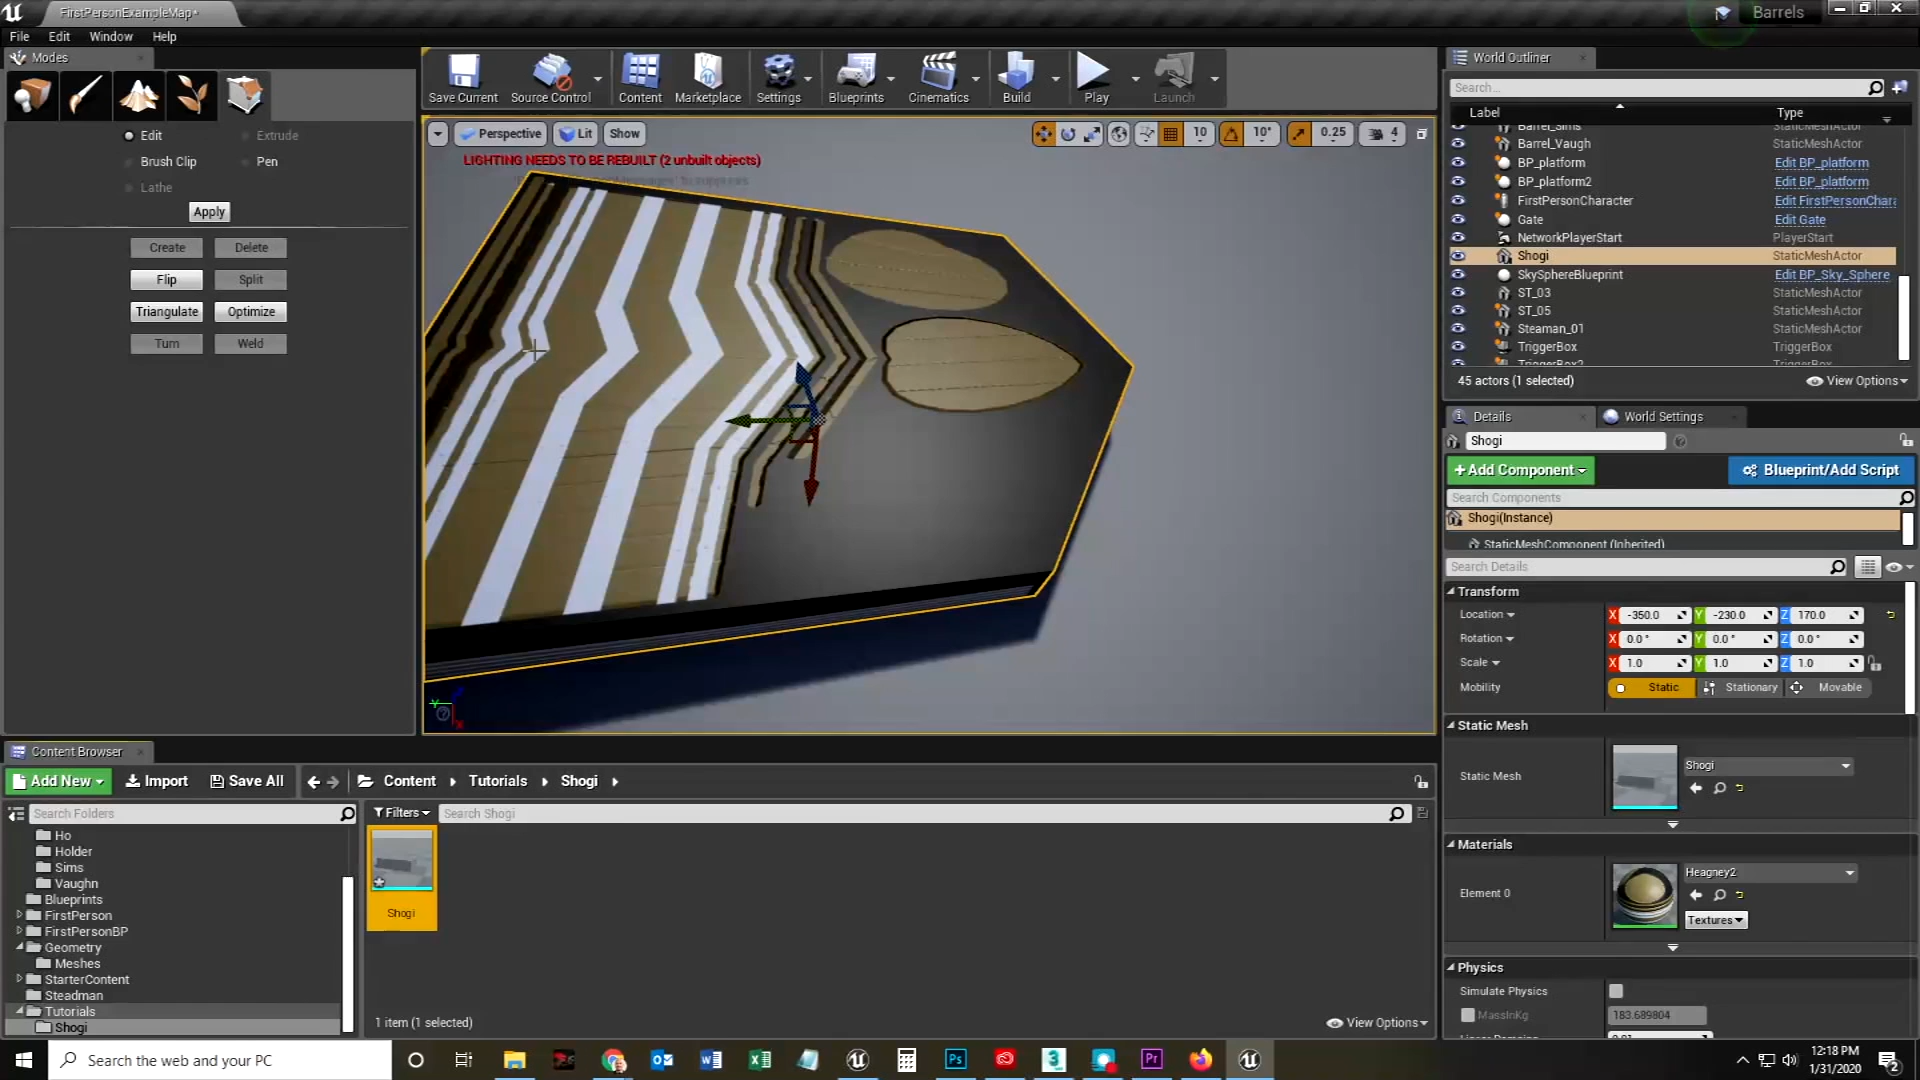 FirstPersonExampleMap*
Barrels
File Edit Window Help
Modes
Edit Extrude
Brush Clip Pen
Lathe
Apply
Create Delete
Flip Split
Triangulate Optimize
Turn Weld
Save Current Source Control Content Marketplace Settings Blueprints Cinematics Build Play Launch
Perspective Lit Show
10 10° 0.25 4
LIGHTING NEEDS TO BE REBUILT (2 unbuilt objects)
World Outliner
Search...
Label Type
Barrel_Sims StaticMeshActor
Barrel_Vaugh StaticMeshActor
BP_platform Edit BP_platform
BP_platform2 Edit BP_platform
FirstPersonCharacter Edit FirstPersonChara
Gate Edit Gate
NetworkPlayerStart PlayerStart
Shogi StaticMeshActor
SkySphereBlueprint Edit BP_Sky_Sphere
ST_03 StaticMeshActor
ST_05 StaticMeshActor
Steaman_01 StaticMeshActor
TriggerBox TriggerBox
TriggerBox2 TriggerBox
45 actors (1 selected) View Options
Details World Settings
Shogi
+Add Component Blueprint/Add Script
Search Components
Shogi(Instance)
StaticMeshComponent (Inherited)
Search Details
Transform
Location X -350.0 Y -230.0 Z 170.0
Rotation X 0.0° Y 0.0° Z 0.0°
Scale X 1.0 Y 1.0 Z 1.0
Mobility Static Stationary Movable
Static Mesh
Static Mesh Shogi
Materials
Element 0 Heagney2
Textures
Physics
Simulate Physics
MassInKg 183.689804
Content Browser
Add New Import Save All Content Tutorials Shogi
Search Folders
Filters Search Shogi
Ho
Holder
Sims
Vaughn
Blueprints
FirstPerson
FirstPersonBP
Geometry
Meshes
StarterContent
Steadman
Tutorials
Shogi
Shogi
1 item (1 selected) View Options
Search the web and your PC
12:18 PM
1/31/2020
2